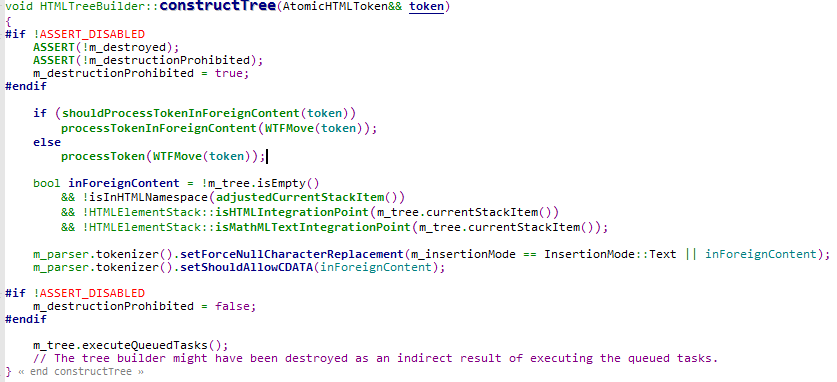 void HTMLTreeBuilder::constructTree(AtomicHTMLToken&& token)
{
#if !ASSERT_DISABLED
    ASSERT(!m_destroyed);
    ASSERT(!m_destructionProhibited);
    m_destructionProhibited = true;
#endif

    if (shouldProcessTokenInForeignContent(token))
        processTokenInForeignContent(WTFMove(token));
    else
        processToken(WTFMove(token));

    bool inForeignContent = !m_tree.isEmpty()
        && !isInHTMLNamespace(adjustedCurrentStackItem())
        && !HTMLElementStack::isHTMLIntegrationPoint(m_tree.currentStackItem())
        && !HTMLElementStack::isMathMLTextIntegrationPoint(m_tree.currentStackItem());

    m_parser.tokenizer().setForceNullCharacterReplacement(m_insertionMode == InsertionMode::Text || inForeignContent);
    m_parser.tokenizer().setShouldAllowCDATA(inForeignContent);

#if !ASSERT_DISABLED
    m_destructionProhibited = false;
#endif

    m_tree.executeQueuedTasks();
    // The tree builder might have been destroyed as an indirect result of executing the queued tasks.
} « end constructTree »